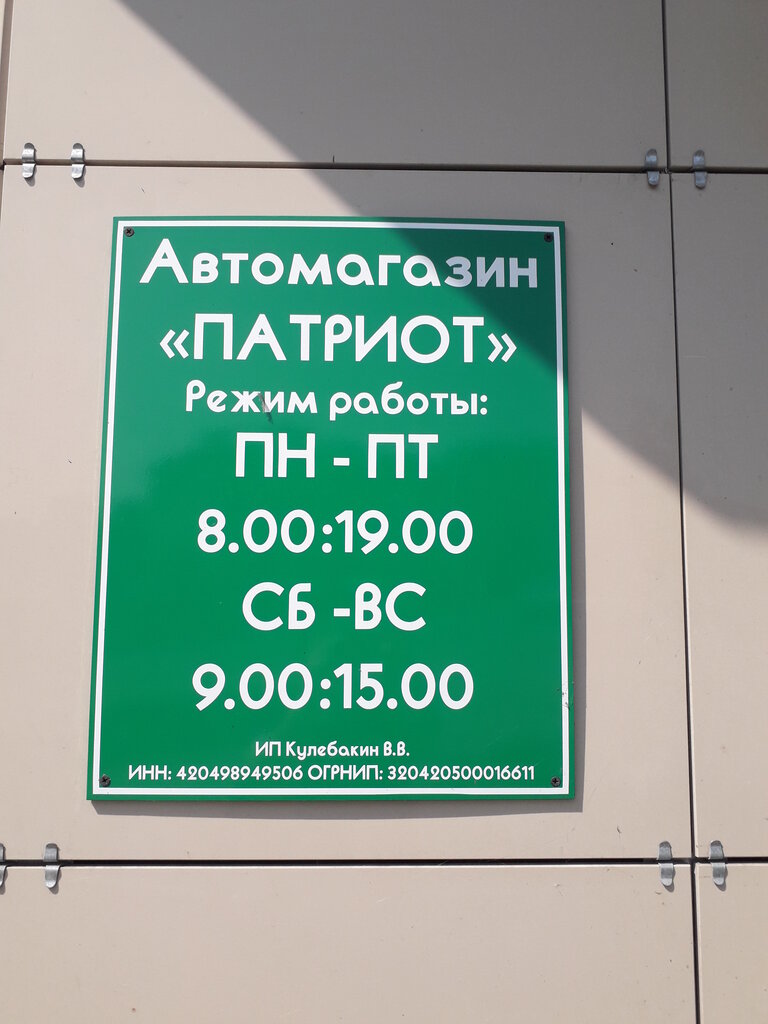 Автомагазин
«ПАТРИОТ»
Режим работы:
ПН - ПТ
8.00:19.00
СБ -ВС
9.00:15.00
ИП Кулебакин В.В.
ИНН: 420498949506 ОГРНИП: 320420500016611